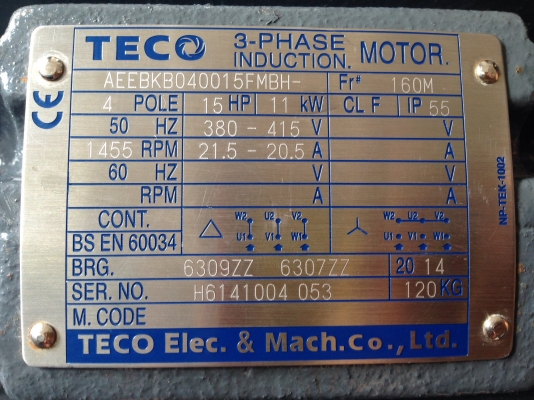 TECO 3-PHASE INDUCTION. MOTOR.
AEEBKB040015FMBH- Fr# 160M
4 POLE 15 HP 11 kW CL F IP 55
50 HZ 380 - 415 V V
1455 RPM 21.5 - 20.5 A A
60 HZ V V
RPM A A
CONT. W2 U2 V2 W2 U2 V2
BS EN 60034 U1 V1 W1 U1 V1 W1
BRG. 6309ZZ 6307ZZ 20 14
SER. NO. H6141004 053 120 KG
M. CODE
TECO Elec. & Mach.Co.,Ltd.
CE
NP-TEK-1002